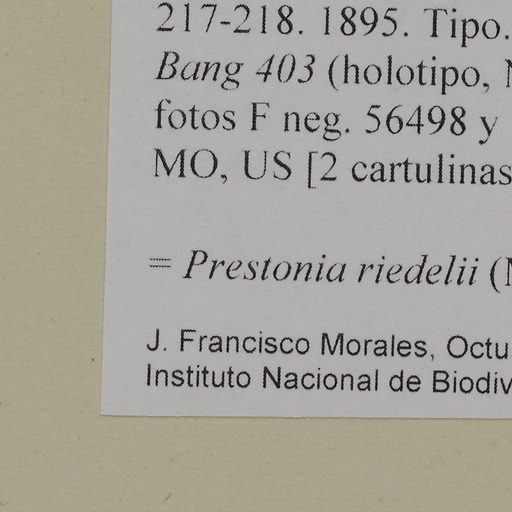 217-218. 1895. Tipo.
Bang 403 (holotipo,
fotos F neg. 56498 y
MO, US [2 cartulinas
= Prestonia riedelii (
J. Francisco Morales, Octu
Instituto Nacional de Biodiv